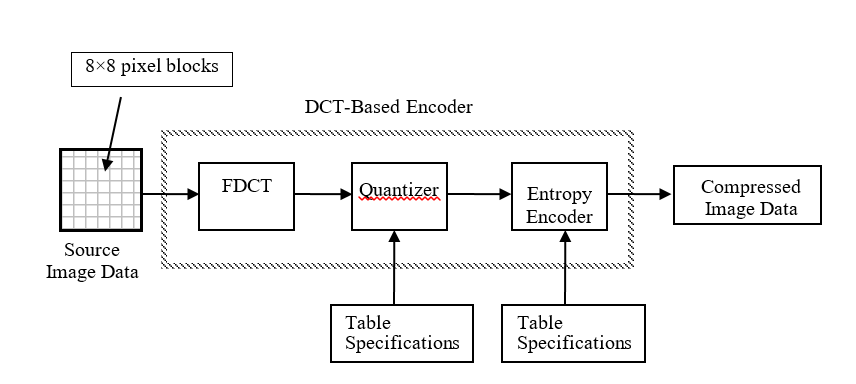 8×8 pixel blocks
DCT-Based Encoder
FDCT
Quantizer
Entropy
Encoder
Compressed
Image Data
Source
Image Data
Table
Specifications
Table
Specifications